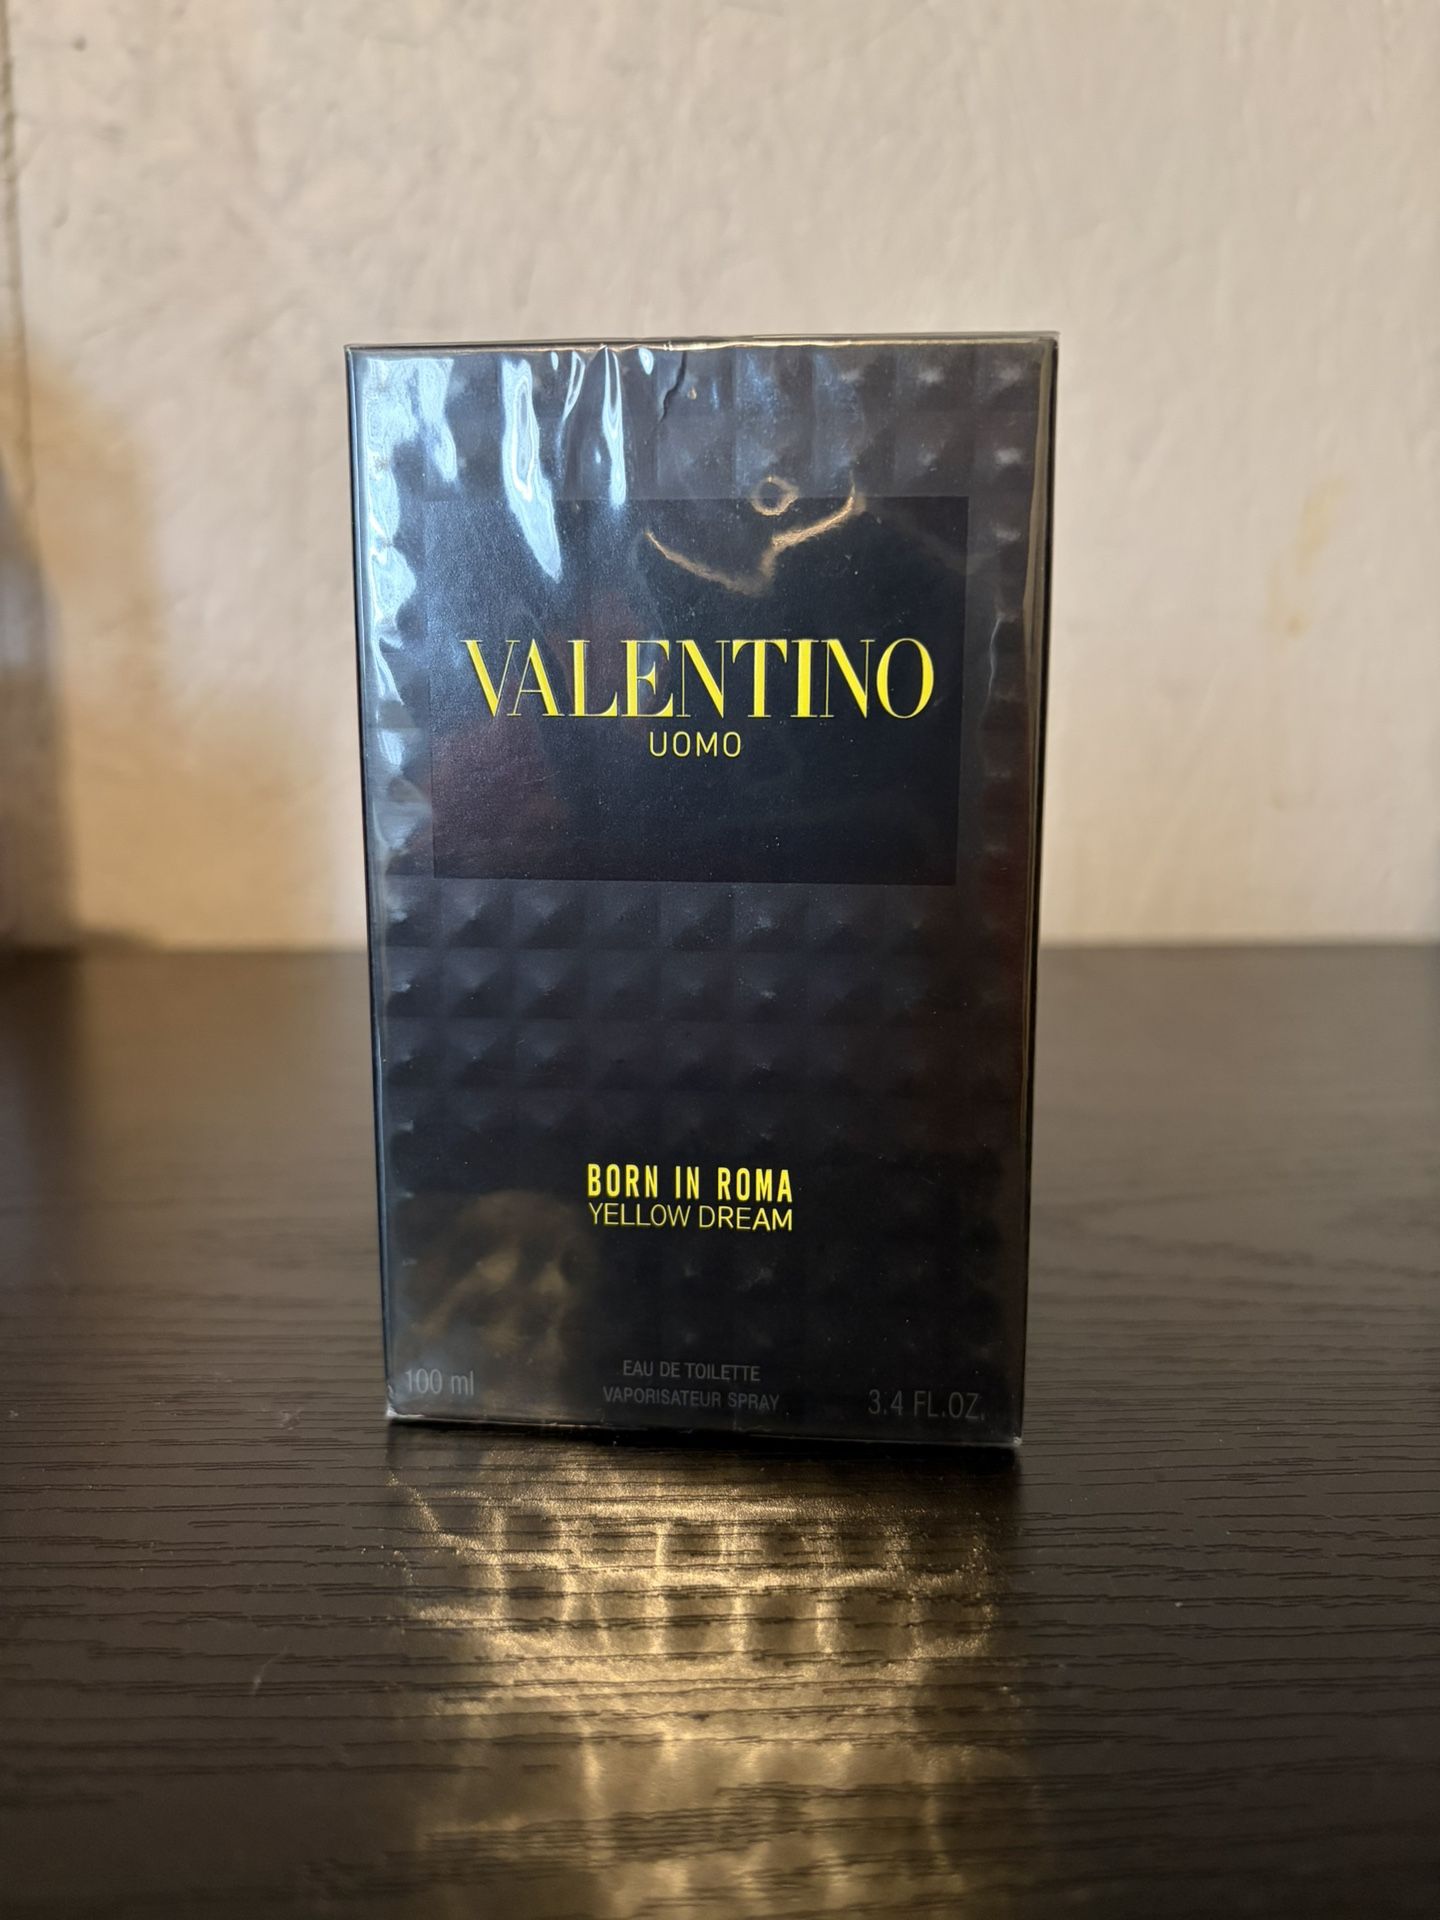 VALENTINO
UOMO
BORN IN ROMA
YELLOW DREAM
100 ml
EAU DE TOILETTE
VAPORISATEUR SPRAY
3.4 FL.OZ.